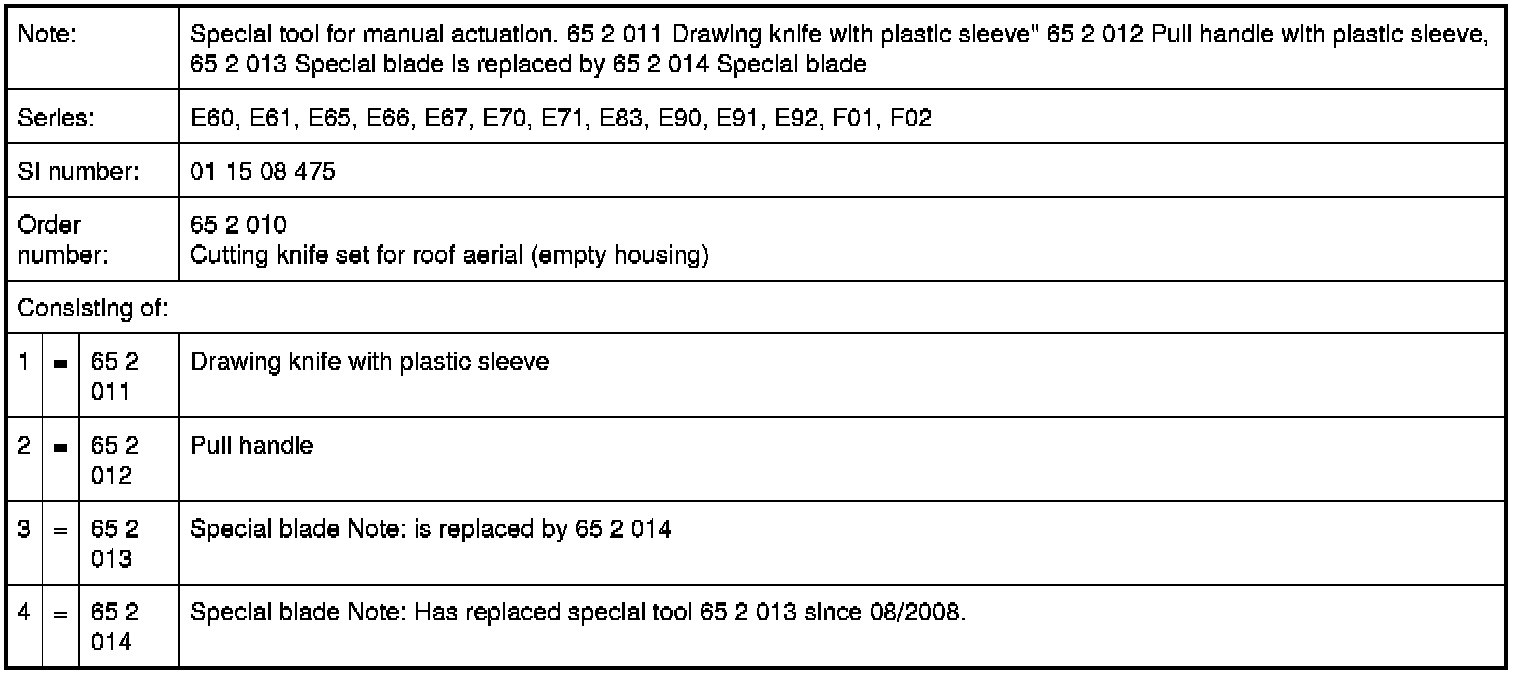 Note: Special tool for manual actuation. 65 2 011 Drawing knife with plastic sleeve" 65 2 012 Pull handle with plastic sleeve,
65 2 013 Special blade is replaced by 65 2 014 Special blade
Series: E60, E61, E65, E66, E67, E70, E71, E83, E90, E91, E92, F01, F02
SI number: 01 15 08 475
Order 65 2 010
number: Cutting knife set for roof aerial (empty housing)
Consisting of:
1 = 65 2 Drawing knife with plastic sleeve
011
2 = 65 2 Pull handle
012
3 = 65 2 Special blade Note: is replaced by 65 2 014
013
4 = 65 2 Special blade Note: Has replaced special tool 65 2 013 since 08/2008.
014